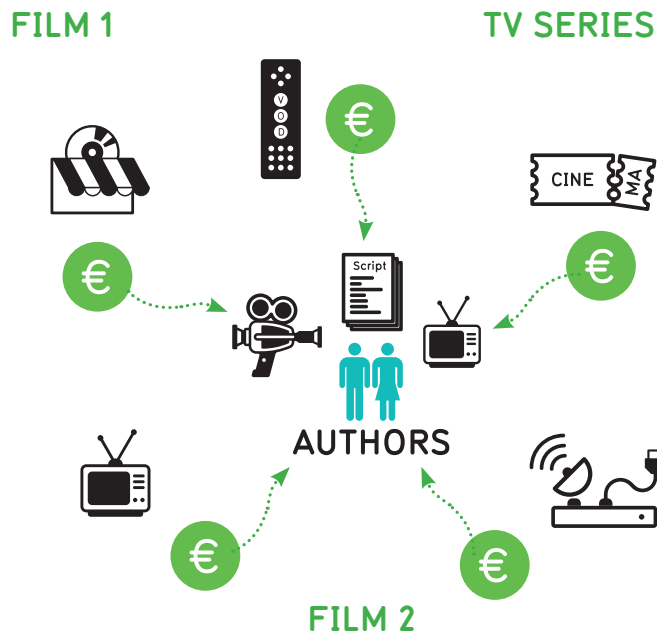 FILM 1
TV SERIES
V
O
D
€
CINE
MA
€
€
Script
AUTHORS
€
€
FILM 2